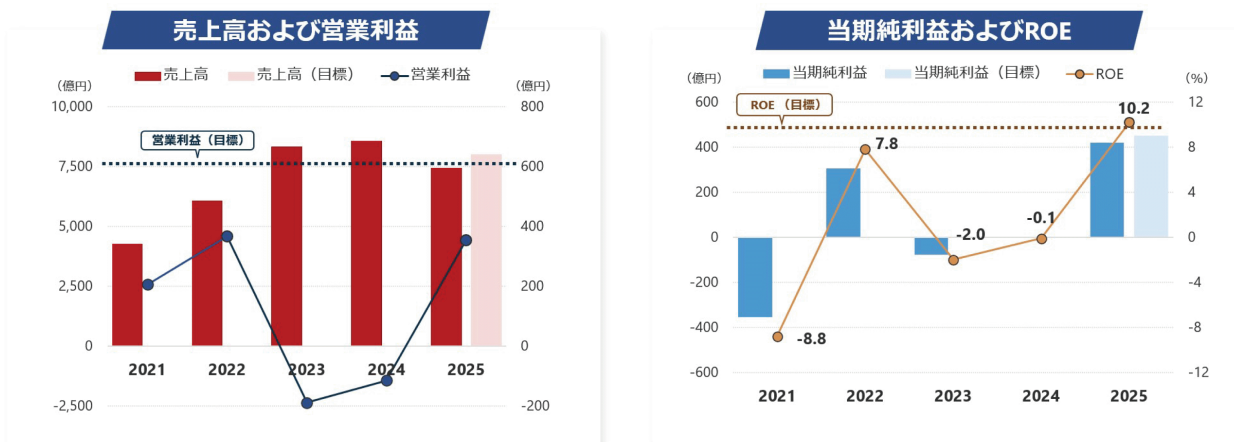 売上高および営業利益
(億円)
売上高
売上高（目標）
営業利益
(億円)
10,000
7,500
5,000
2,500
0
-2,500
800
600
400
200
0
-200
営業利益（目標）
2021 2022 2023 2024 2025
当期純利益およびROE
(億円)
当期純利益
当期純利益（目標）
ROE
(%)
600
400
200
0
-200
-400
-600
12
8
4
0
-4
-8
-12
ROE （目標）
-8.8
7.8
-2.0
-0.1
10.2
2021 2022 2023 2024 2025